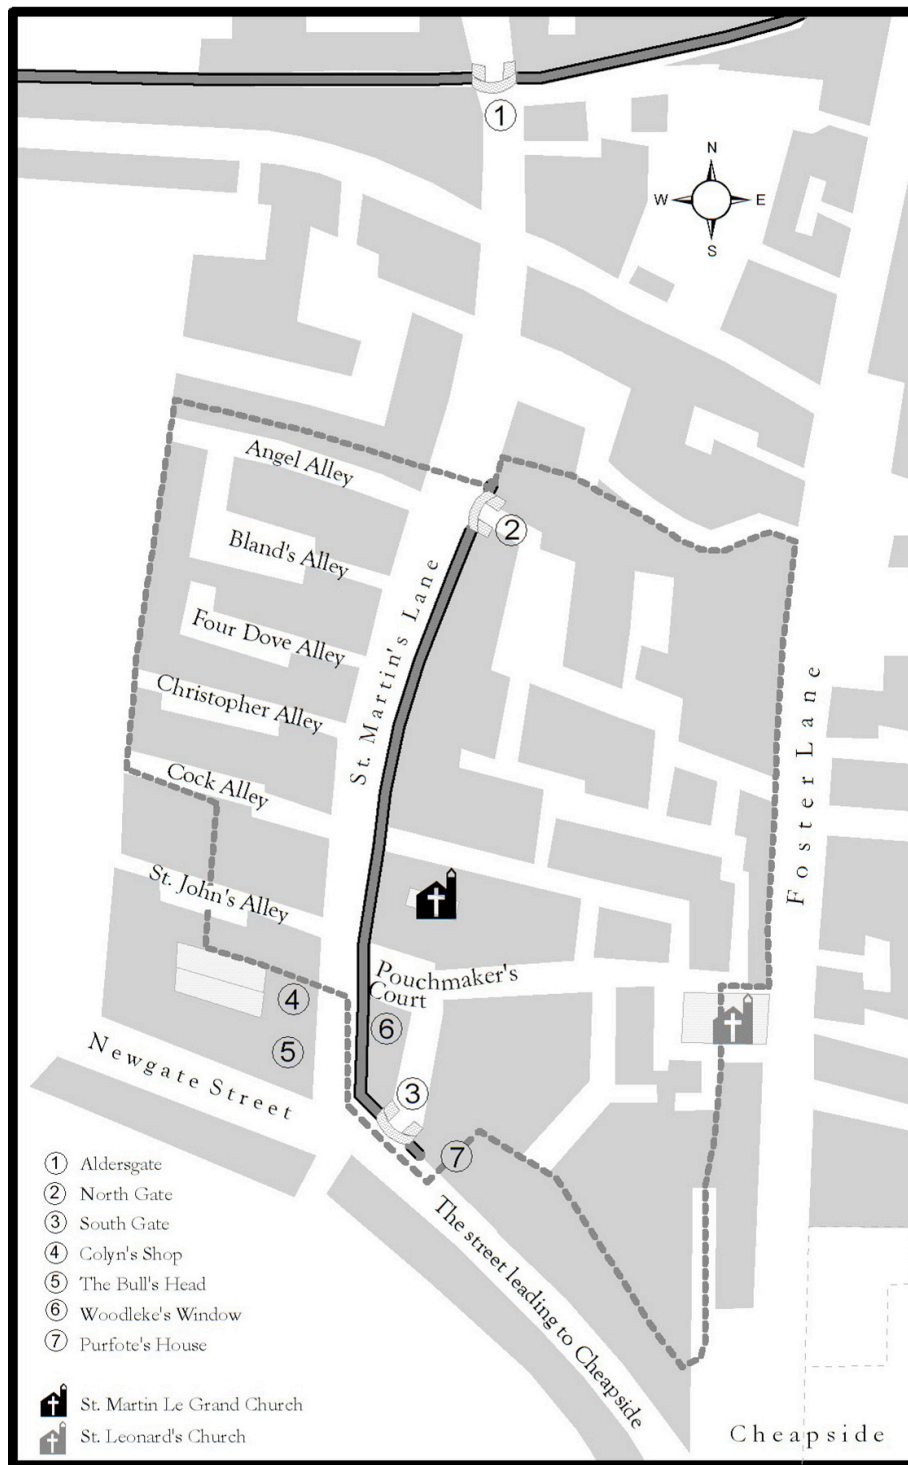 1
N
W E
S
Angel Alley
2
Bland's Alley
St. Martin's Lane
Four Dove Alley
Christopher Alley
Foster Lane
Cock Alley
St. John's Alley
Pouchmaker's
Court
4
6
5
Newgate Street
3
7
1 Aldersgate
2 North Gate
3 South Gate
4 Colyn's Shop
5 The Bull's Head
6 Woodleke's Window
7 Purfote's House
The street leading to Cheapside
St. Martin Le Grand Church
St. Leonard's Church
Cheapside